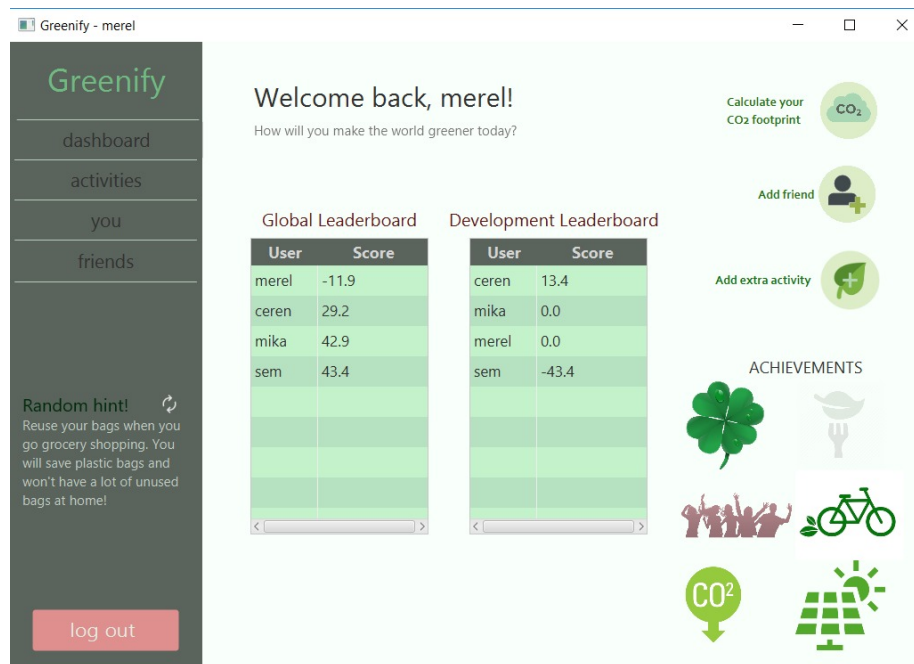 Greenify - merel
Greenify
dashboard
activities
you
friends
Random hint!
Reuse your bags when you
go grocery shopping. You
will save plastic bags and
won't have a lot of unused
bags at home!
log out
Welcome back, merel!
How will you make the world greener today?
Global Leaderboard
User Score
merel -11.9
ceren 29.2
mika 42.9
sem 43.4
Development Leaderboard
User Score
ceren 13.4
mika 0.0
merel 0.0
sem -43.4
Calculate your
CO2 footprint
CO₂
Add friend
Add extra activity
ACHIEVEMENTS
CO²